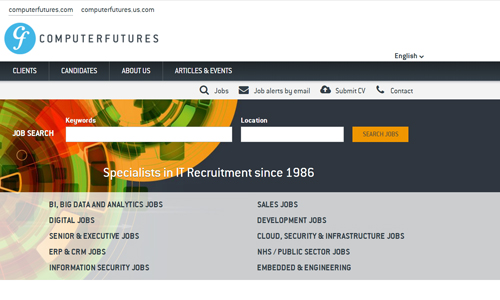 computerfutures.com computerfutures.us.com
cf COMPUTERFUTURES
English
CLIENTS CANDIDATES ABOUT US ARTICLES & EVENTS
Jobs Job alerts by email Submit CV Contact
Keywords Location
JOB SEARCH SEARCH JOBS
Specialists in IT Recruitment since 1986
BI, BIG DATA AND ANALYTICS JOBS SALES JOBS
DIGITAL JOBS DEVELOPMENT JOBS
SENIOR & EXECUTIVE JOBS CLOUD, SECURITY & INFRASTRUCTURE JOBS
ERP & CRM JOBS NHS / PUBLIC SECTOR JOBS
INFORMATION SECURITY JOBS EMBEDDED & ENGINEERING